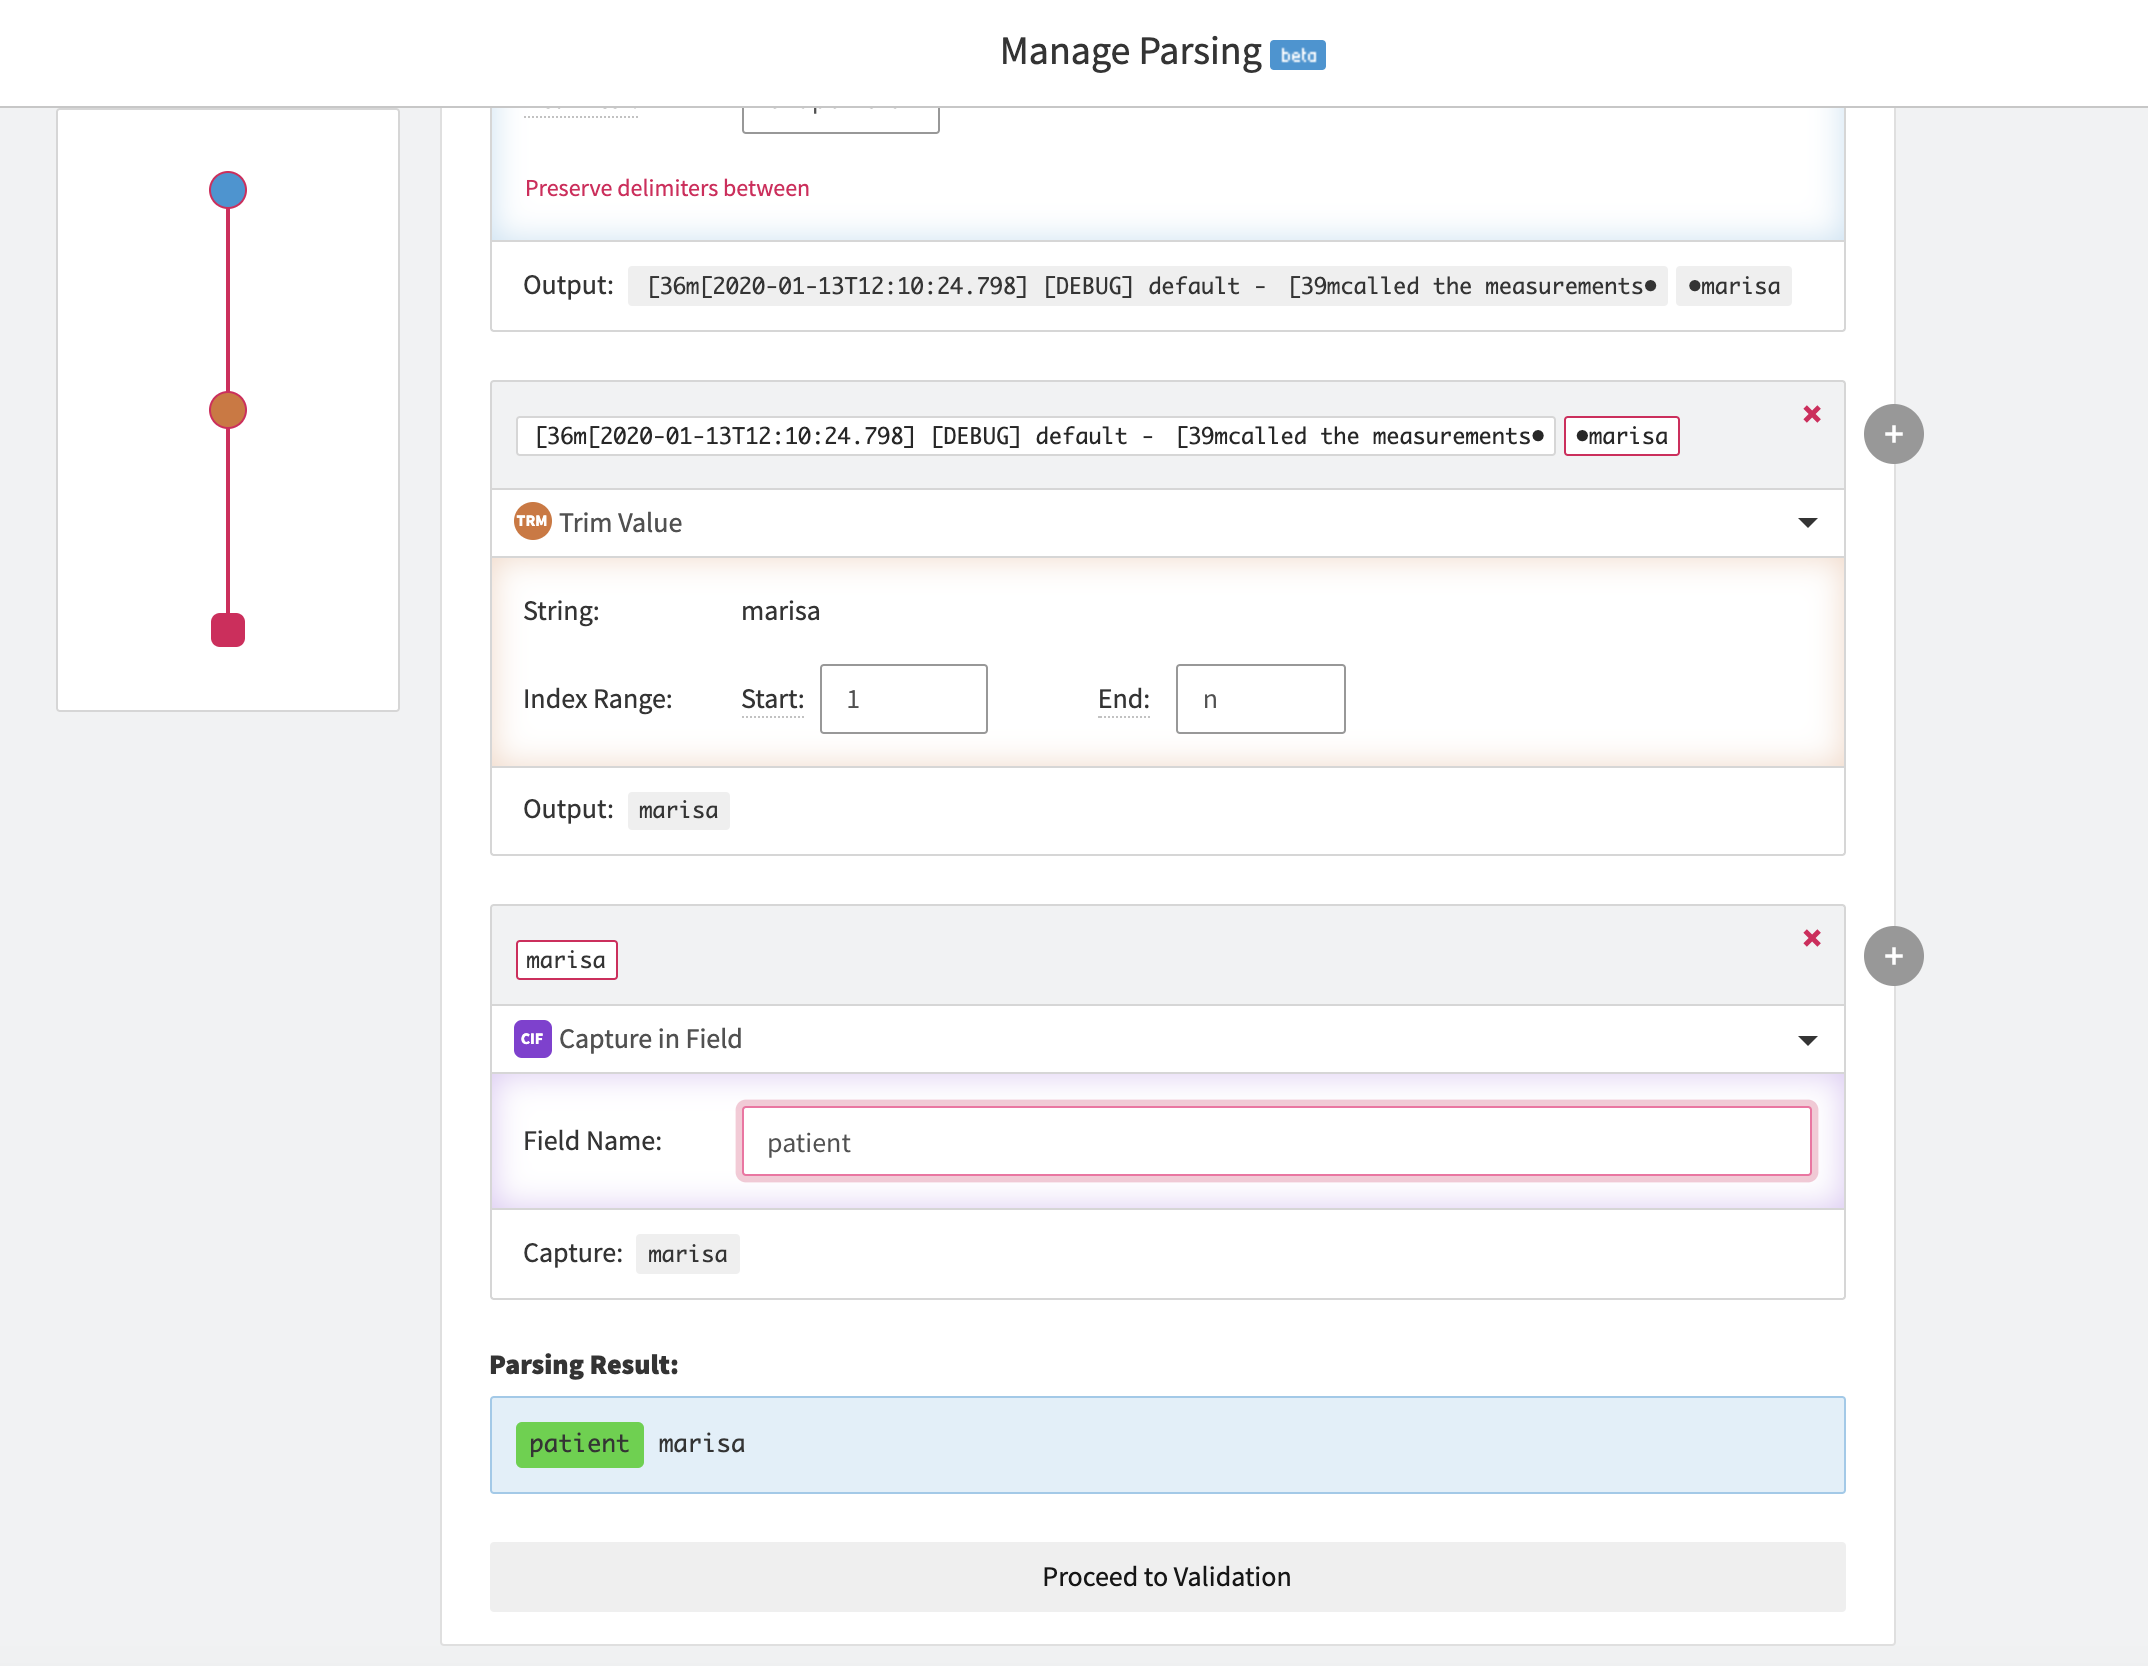 Manage Parsing beta
Preserve delimiters between
Output: [36m[2020-01-13T12:10:24.798] [DEBUG] default - [39mcalled the measurements• •marisa
[36m[2020-01-13T12:10:24.798] [DEBUG] default - [39mcalled the measurements• •marisa
+
TRM Trim Value
String: marisa
Index Range: Start: 1 End: n
Output: marisa
marisa
+
CIF Capture in Field
Field Name: patient
Capture: marisa
Parsing Result:
patient marisa
Proceed to Validation